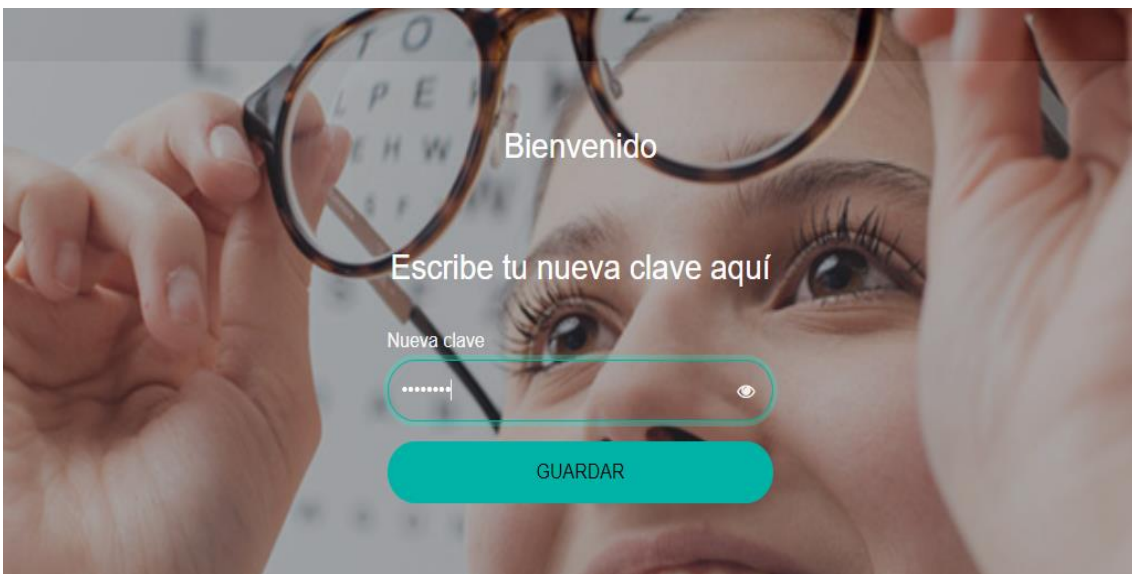 L
T O Z
L P E
E H W
Bienvenido
Escribe tu nueva clave aquí
Nueva clave
••••••••
GUARDAR